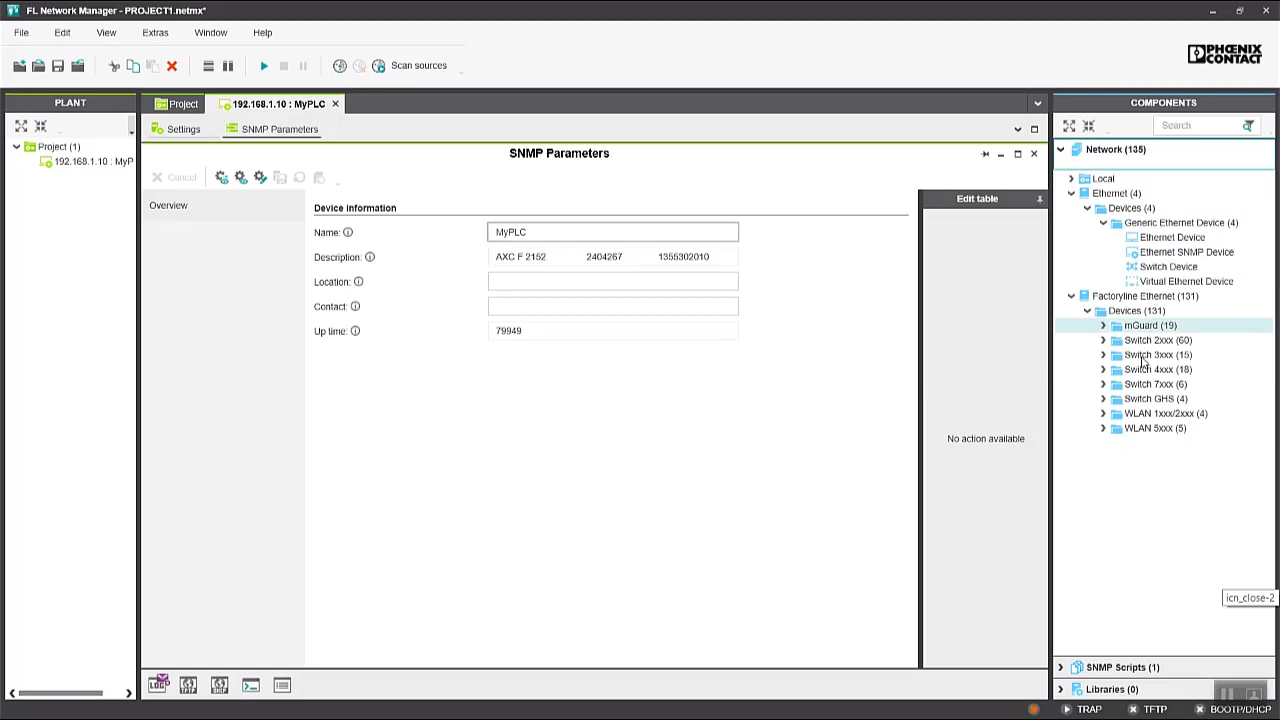 FL Network Manager - PROJECT1.netmx*
File Edit View Extras Window Help
Scan sources
PHŒNIX
CONTACT
PLANT
Project (1)
192.168.1.10 : MyP
Project
192.168.1.10 : MyPLC
Settings
SNMP Parameters
SNMP Parameters
Cancel
Overview
Device information
Name:
MyPLC
Description:
AXC F 2152 2404267 1355302010
Location:
Contact:
Up time:
79949
Edit table
No action available
COMPONENTS
Search
Network (135)
Local
Ethernet (4)
Devices (4)
Generic Ethernet Device (4)
Ethernet Device
Ethernet SNMP Device
Switch Device
Virtual Ethernet Device
Factoryline Ethernet (131)
Devices (131)
mGuard (19)
Switch 2xxx (60)
Switch 3xxx (15)
Switch 4xxx (18)
Switch 7xxx (6)
Switch GHS (4)
WLAN 1xxx/2xxx (4)
WLAN 5xxx (5)
icn_close-2
SNMP Scripts (1)
Libraries (0)
LOG
TFTP
TRAP TFTP BOOTP/DHCP